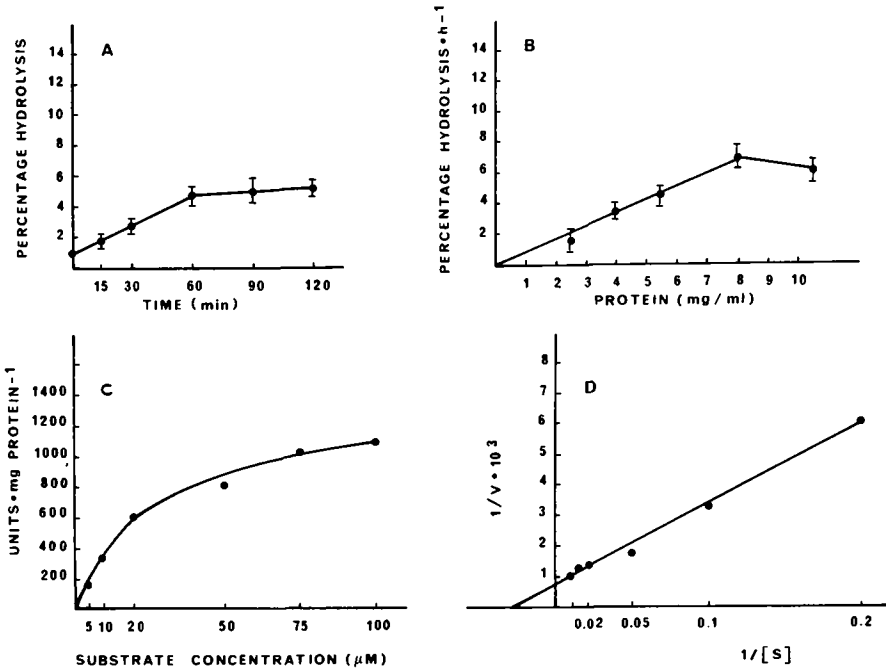 A
PERCENTAGE HYDROLYSIS
14
12
10
8
6
4
2
15 30 60 90 120
TIME (min)
B
PERCENTAGE HYDROLYSIS•h-1
14
12
10
8
6
4
2
1 2 3 4 5 6 7 8 9 10
PROTEIN (mg/ml)
C
UNITS•mg PROTEIN-1
1400
1200
1000
800
600
400
200
5 10 20 50 75 100
SUBSTRATE CONCENTRATION (μM)
D
1/V•10³
8
7
6
5
4
3
2
1
0.02 0.05 0.1 0.2
1/[S]